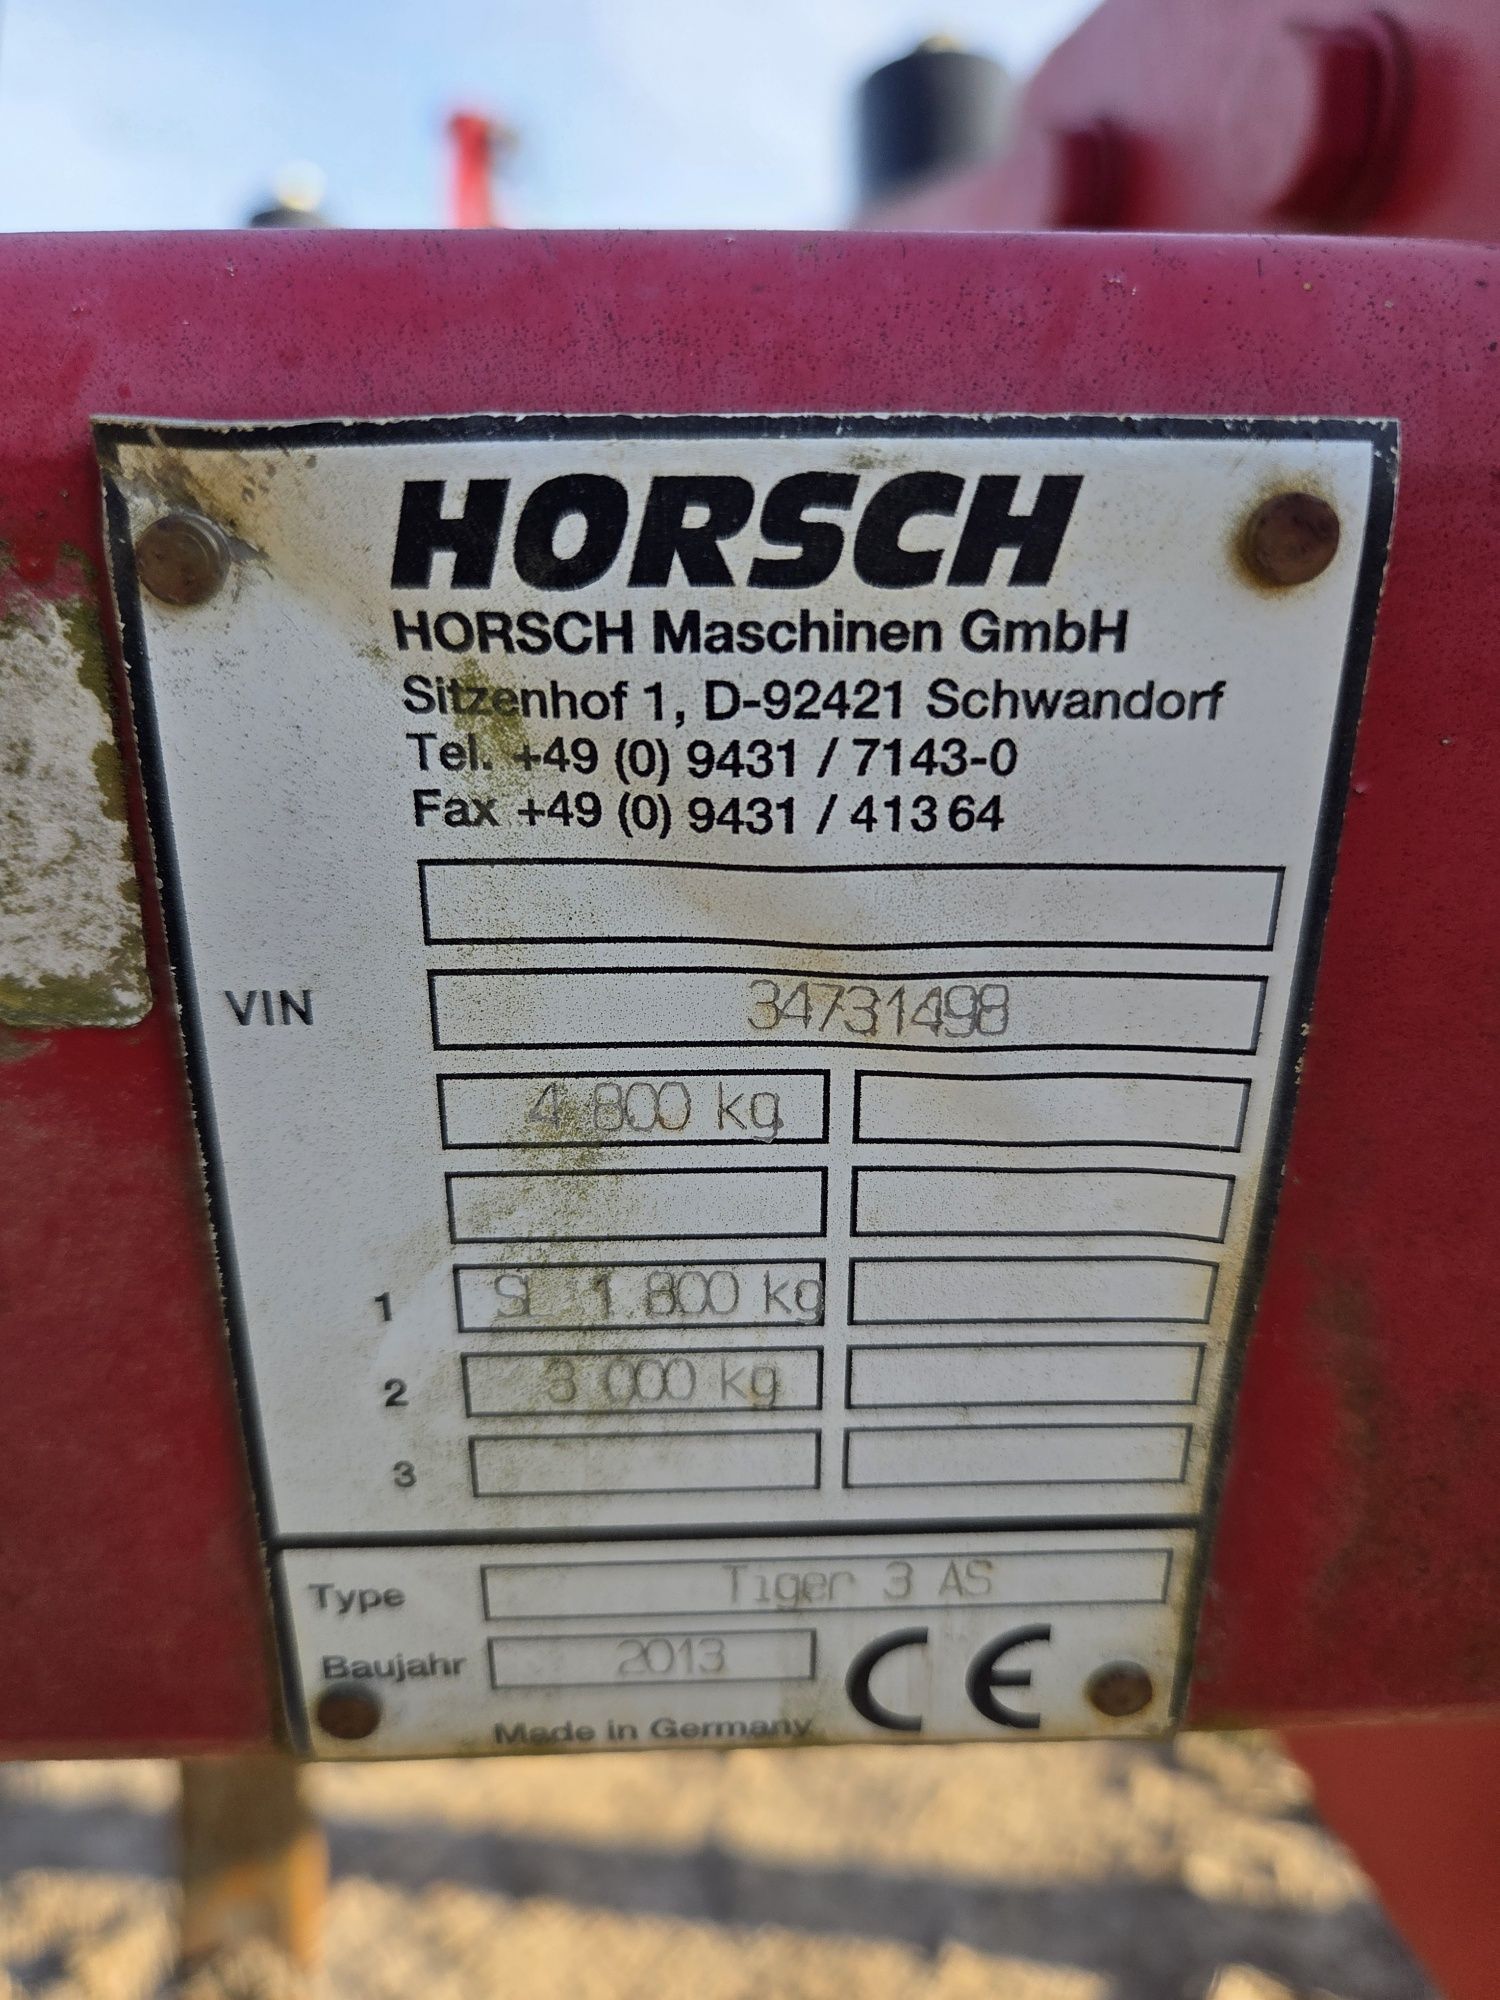 HORSCH
HORSCH Maschinen GmbH
Sitzenhof 1, D-92421 Schwandorf
Tel. +49 (0) 9431 / 7143-0
Fax +49 (0) 9431 / 41364
VIN 34731498
4 800 kg
1 SL 1.800 kg
2 3 000 kg
3
Type Tiger 3 AS
Baujahr 2013
CE
Made in Germany